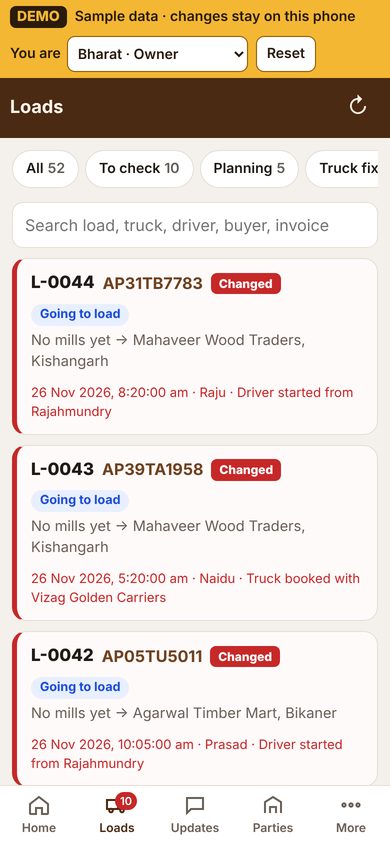 DEMO Sample data · changes stay on this phone
You are Bharat · Owner Reset
Loads
All 52 To check 10 Planning 5 Truck fix
Search load, truck, driver, buyer, invoice
L-0044 AP31TB7783 Changed
Going to load
No mills yet → Mahaveer Wood Traders,
Kishangarh
26 Nov 2026, 8:20:00 am · Raju · Driver started from
Rajahmundry
L-0043 AP39TA1958 Changed
Going to load
No mills yet → Mahaveer Wood Traders,
Kishangarh
26 Nov 2026, 5:20:00 am · Naidu · Truck booked with
Vizag Golden Carriers
L-0042 AP05TU5011 Changed
Going to load
No mills yet → Agarwal Timber Mart, Bikaner
26 Nov 2026, 10:05:00 am · Prasad · Driver started
from Rajahmundry
10
Home Loads Updates Parties More